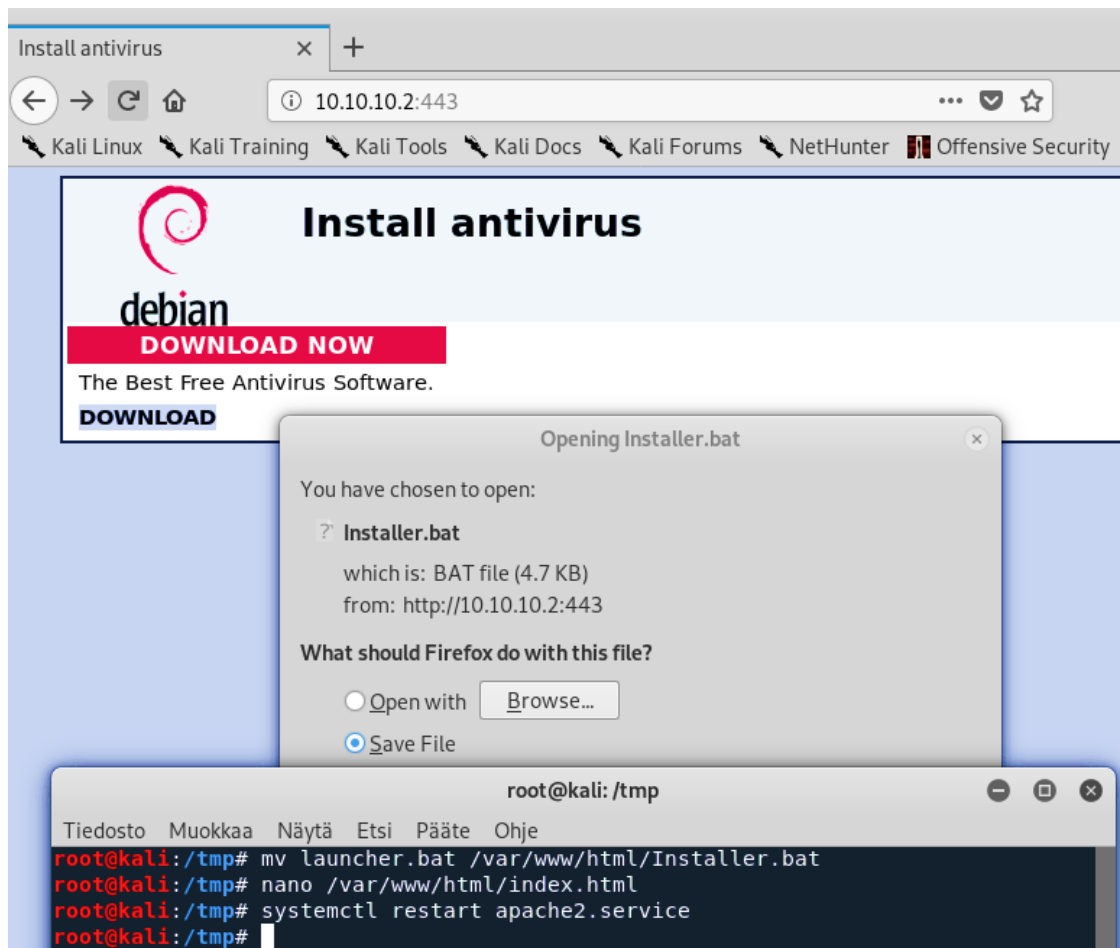 Install antivirus
10.10.10.2:443
Kali Linux Kali Training Kali Tools Kali Docs Kali Forums NetHunter Offensive Security
debian
Install antivirus
DOWNLOAD NOW
The Best Free Antivirus Software.
DOWNLOAD
Opening Installer.bat
You have chosen to open:
Installer.bat
which is: BAT file (4.7 KB)
from: http://10.10.10.2:443
What should Firefox do with this file?
Open with Browse...
Save File
root@kali: /tmp
Tiedosto Muokkaa Näytä Etsi Pääte Ohje
root@kali:/tmp# mv launcher.bat /var/www/html/Installer.bat
root@kali:/tmp# nano /var/www/html/index.html
root@kali:/tmp# systemctl restart apache2.service
root@kali:/tmp#